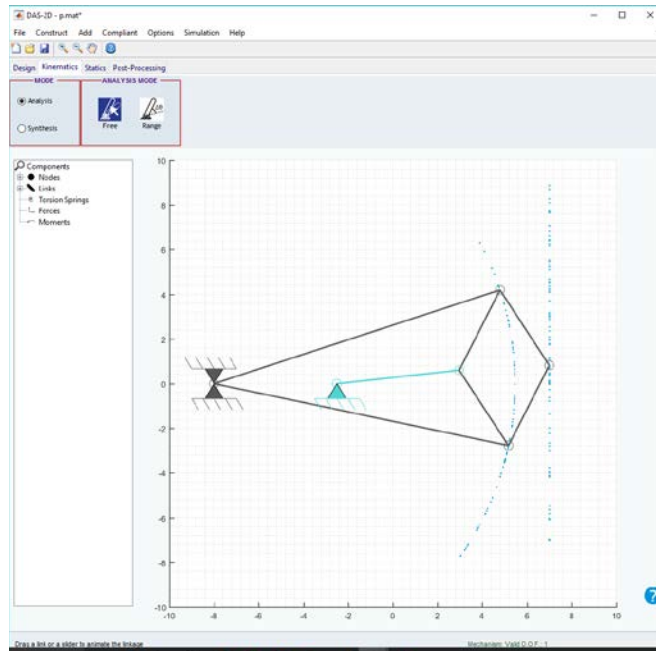 DAS-2D - p.mat*
File Construct Add Compliant Options Simulation Help
Design Kinematics Statics Post-Processing
MODE
ANALYSIS MODE
Analysis
Synthesis
Free
Range
Components
Nodes
Links
Torsion Springs
Forces
Moments
10
8
6
4
2
0
-2
-4
-6
-8
-10
-10 -8 -6 -4 -2 0 2 4 6 8 10
Drag a link or a slider to animate the linkage
Mechanism: Valid D.O.F.: 1